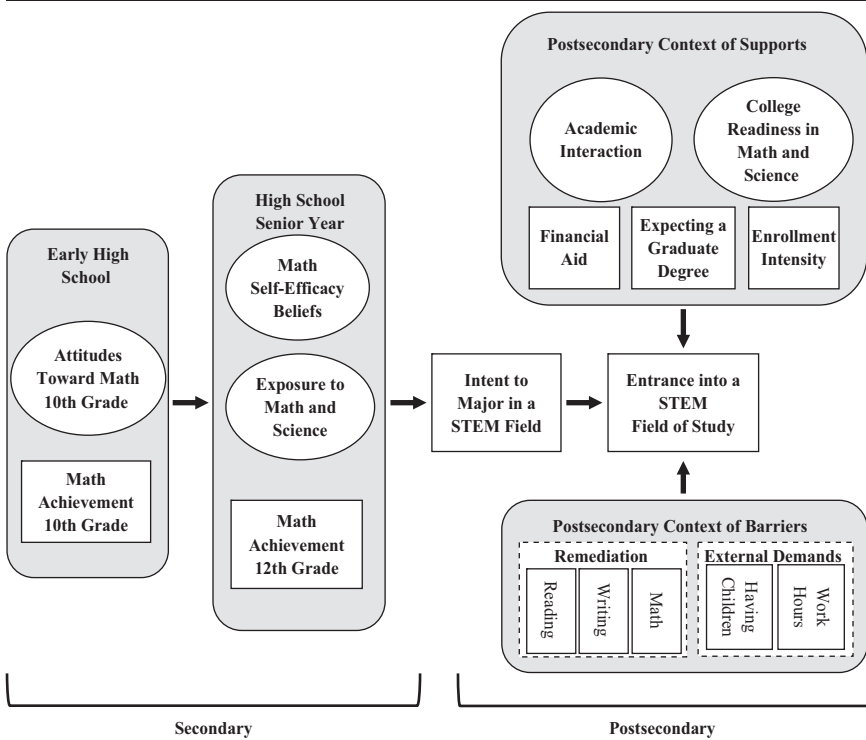 Early High
School
Attitudes
Toward Math
10th Grade
Math
Achievement
10th Grade
High School
Senior Year
Math
Self-Efficacy
Beliefs
Exposure to
Math and
Science
Math
Achievement
12th Grade
Intent to
Major in a
STEM Field
Postsecondary Context of Supports
Academic
Interaction
College
Readiness in
Math and
Science
Financial
Aid
Expecting a
Graduate
Degree
Enrollment
Intensity
Entrance into a
STEM
Field of Study
Postsecondary Context of Barriers
Remediation
Reading
Writing
Math
External Demands
Having
Children
Work
Hours
Secondary
Postsecondary